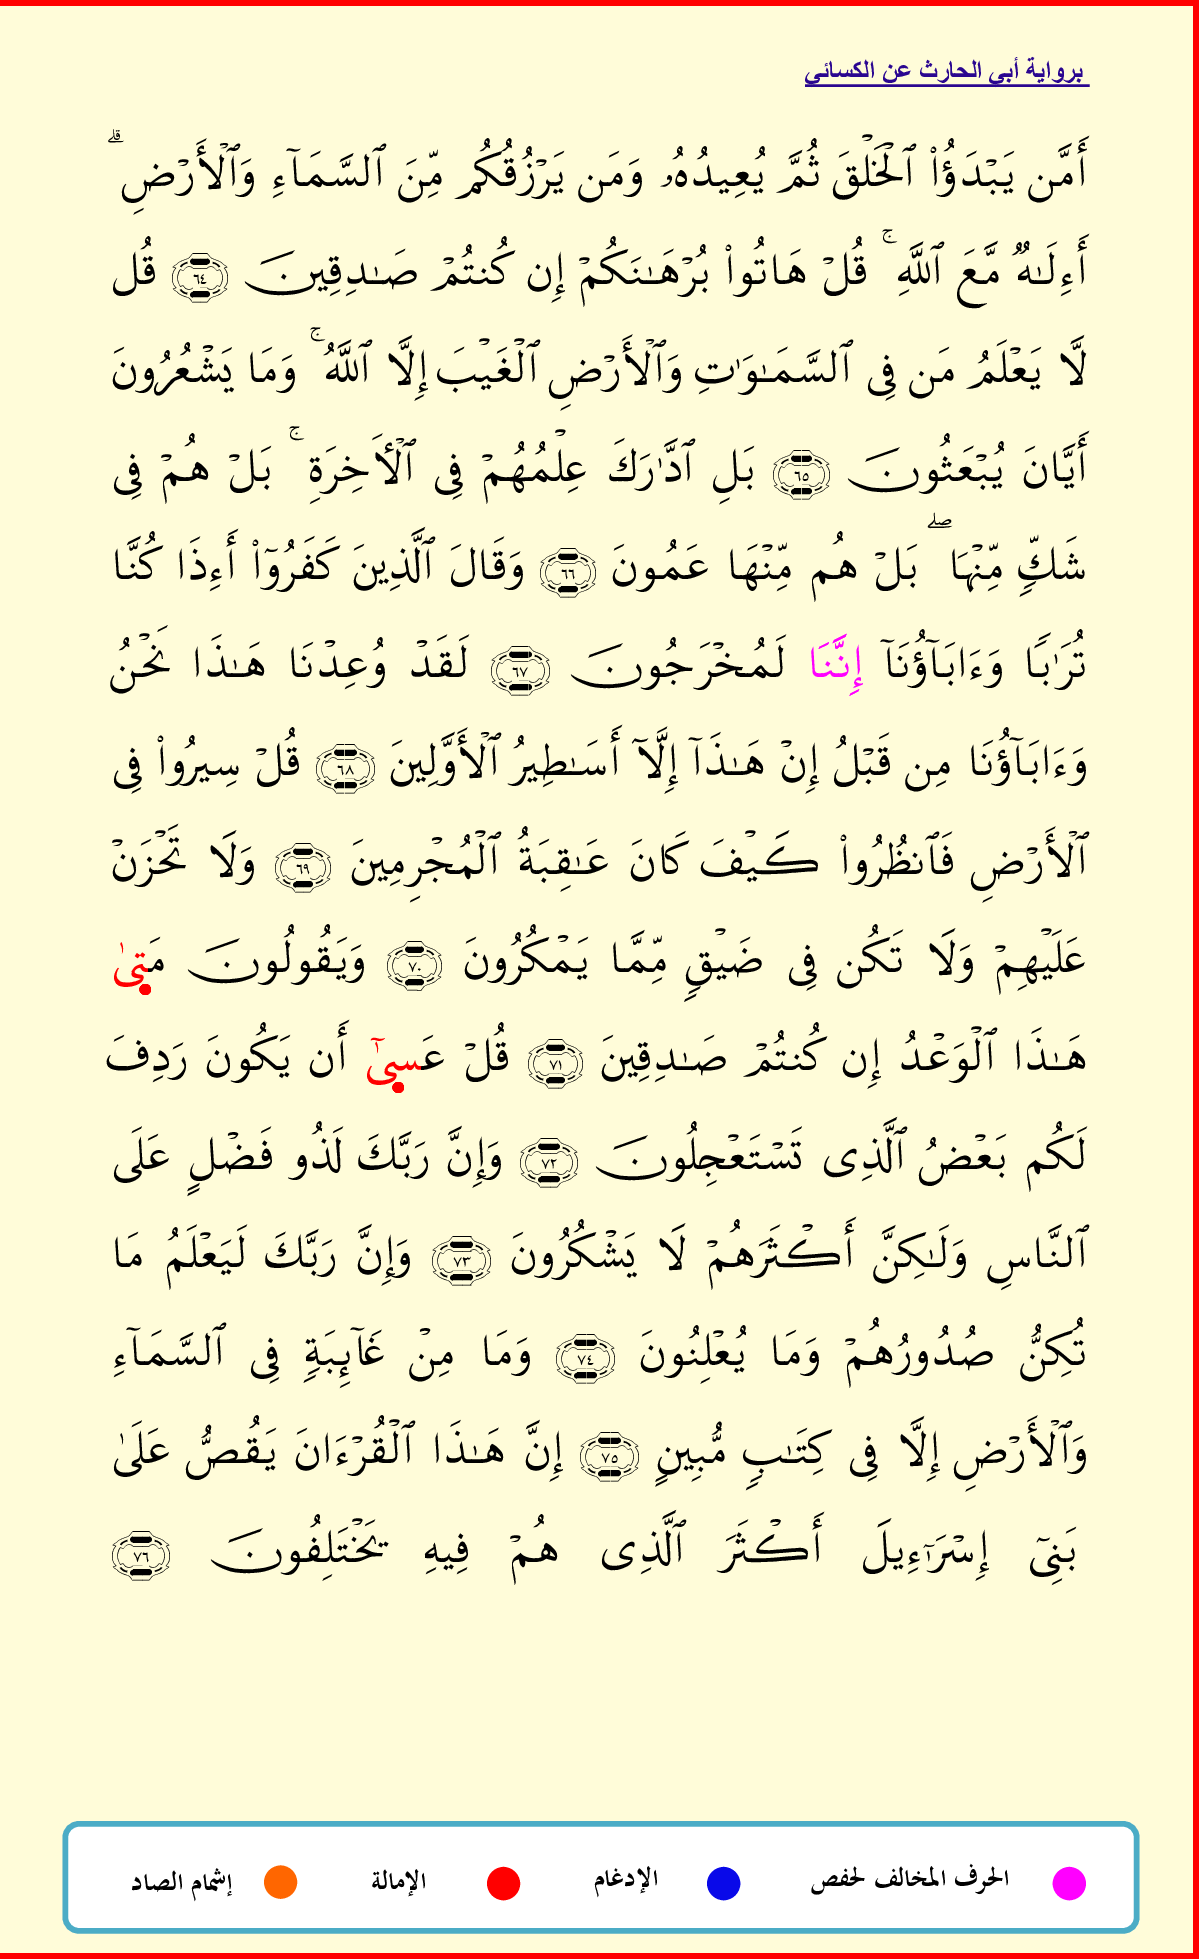 برواية أبي الحارث عن الكسائي
أَمَّن يَبْدَؤُا۟ ٱلْخَلْقَ ثُمَّ يُعِيدُهُۥ وَمَن يَرْزُقُكُم مِّنَ ٱلسَّمَآءِ وَٱلْأَرْضِ ۗ
أَءِلَـٰهٌ مَّعَ ٱللَّهِ ۚ قُلْ هَاتُوا۟ بُرْهَـٰنَكُمْ إِن كُنتُمْ صَـٰدِقِينَ ٦٤ قُل
لَّا يَعْلَمُ مَن فِى ٱلسَّمَـٰوَٰتِ وَٱلْأَرْضِ ٱلْغَيْبَ إِلَّا ٱللَّهُ ۚ وَمَا يَشْعُرُونَ
أَيَّانَ يُبْعَثُونَ ٦٥ بَلِ ٱدَّٰرَكَ عِلْمُهُمْ فِى ٱلْأَخِرَةِ ۚ بَلْ هُمْ فِى
شَكٍّ مِّنْهَا ۖ بَلْ هُم مِّنْهَا عَمُونَ ٦٦ وَقَالَ ٱلَّذِينَ كَفَرُوٓا۟ أَءِذَا كُنَّا
تُرَٰبًا وَءَابَآؤُنَآ إِنَّنَا لَمُخْرَجُونَ ٦٧ لَقَدْ وُعِدْنَا هَـٰذَا نَحْنُ
وَءَابَآؤُنَا مِن قَبْلُ إِنْ هَـٰذَآ إِلَّآ أَسَـٰطِيرُ ٱلْأَوَّلِينَ ٦٨ قُلْ سِيرُوا۟ فِى
ٱلْأَرْضِ فَٱنظُرُوا۟ كَيْفَ كَانَ عَـٰقِبَةُ ٱلْمُجْرِمِينَ ٦٩ وَلَا تَحْزَنْ
عَلَيْهِمْ وَلَا تَكُن فِى ضَيْقٍ مِّمَّا يَمْكُرُونَ ٧٠ وَيَقُولُونَ مَتِىٰ
هَـٰذَا ٱلْوَعْدُ إِن كُنتُمْ صَـٰدِقِينَ ٧١ قُلْ عَسِىٰٓ أَن يَكُونَ رَدِفَ
لَكُم بَعْضُ ٱلَّذِى تَسْتَعْجِلُونَ ٧٢ وَإِنَّ رَبَّكَ لَذُو فَضْلٍ عَلَى
ٱلنَّاسِ وَلَـٰكِنَّ أَكْثَرَهُمْ لَا يَشْكُرُونَ ٧٣ وَإِنَّ رَبَّكَ لَيَعْلَمُ مَا
تُكِنُّ صُدُورُهُمْ وَمَا يُعْلِنُونَ ٧٤ وَمَا مِنْ غَآئِبَةٍ فِى ٱلسَّمَآءِ
وَٱلْأَرْضِ إِلَّا فِى كِتَـٰبٍ مُّبِينٍ ٧٥ إِنَّ هَـٰذَا ٱلْقُرْءَانَ يَقُصُّ عَلَىٰ
بَنِىٓ إِسْرَٰٓءِيلَ أَكْثَرَ ٱلَّذِى هُمْ فِيهِ يَخْتَلِفُونَ ٧٦
الحرف المخالف لحفص الإدغام الإمالة إشمام الصاد